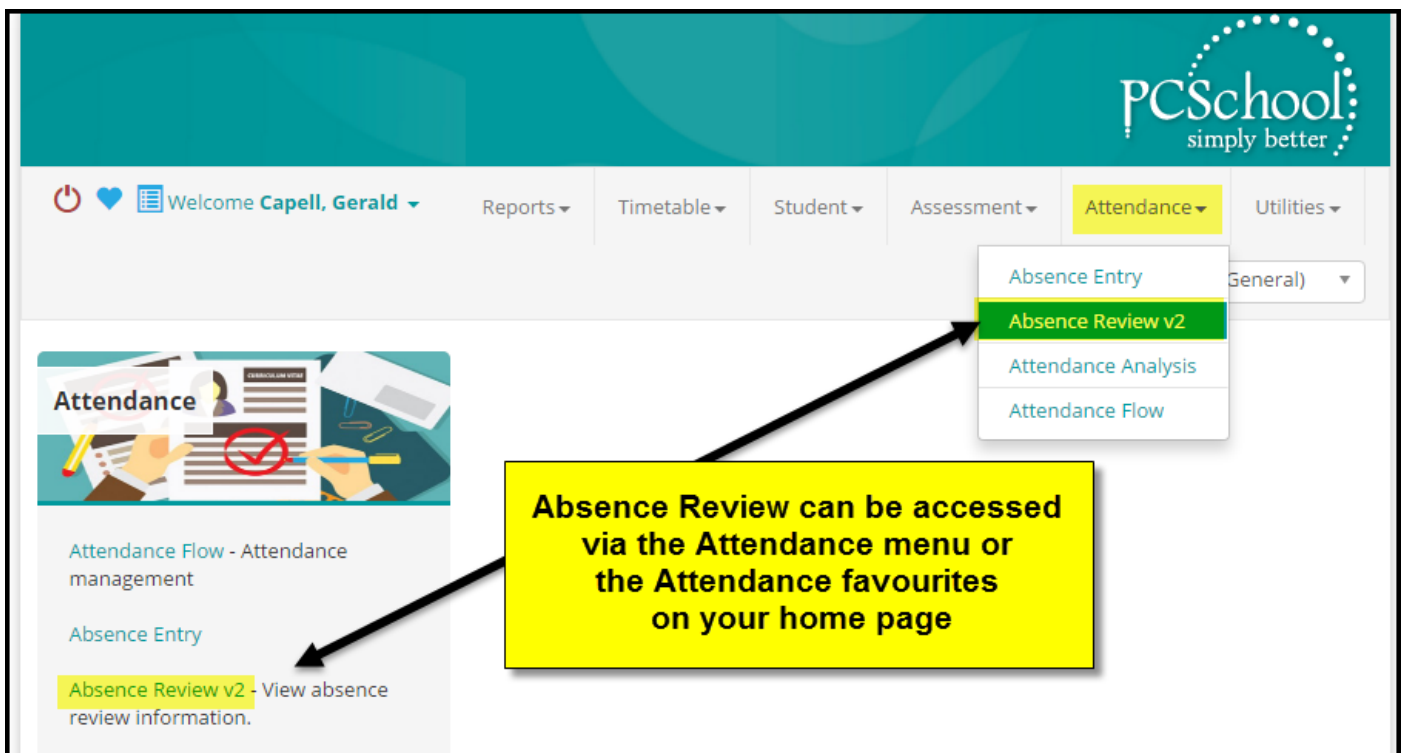 PCSchool
simply better
Welcome Capell, Gerald
Reports
Timetable
Student
Assessment
Attendance
Utilities
General)
Absence Entry
Absence Review v2
Attendance Analysis
Attendance Flow
Attendance
CURRICULUM VITAE
Absence Review can be accessed
via the Attendance menu or
the Attendance favourites
on your home page
Attendance Flow - Attendance
management
Absence Entry
Absence Review v2 - View absence
review information.